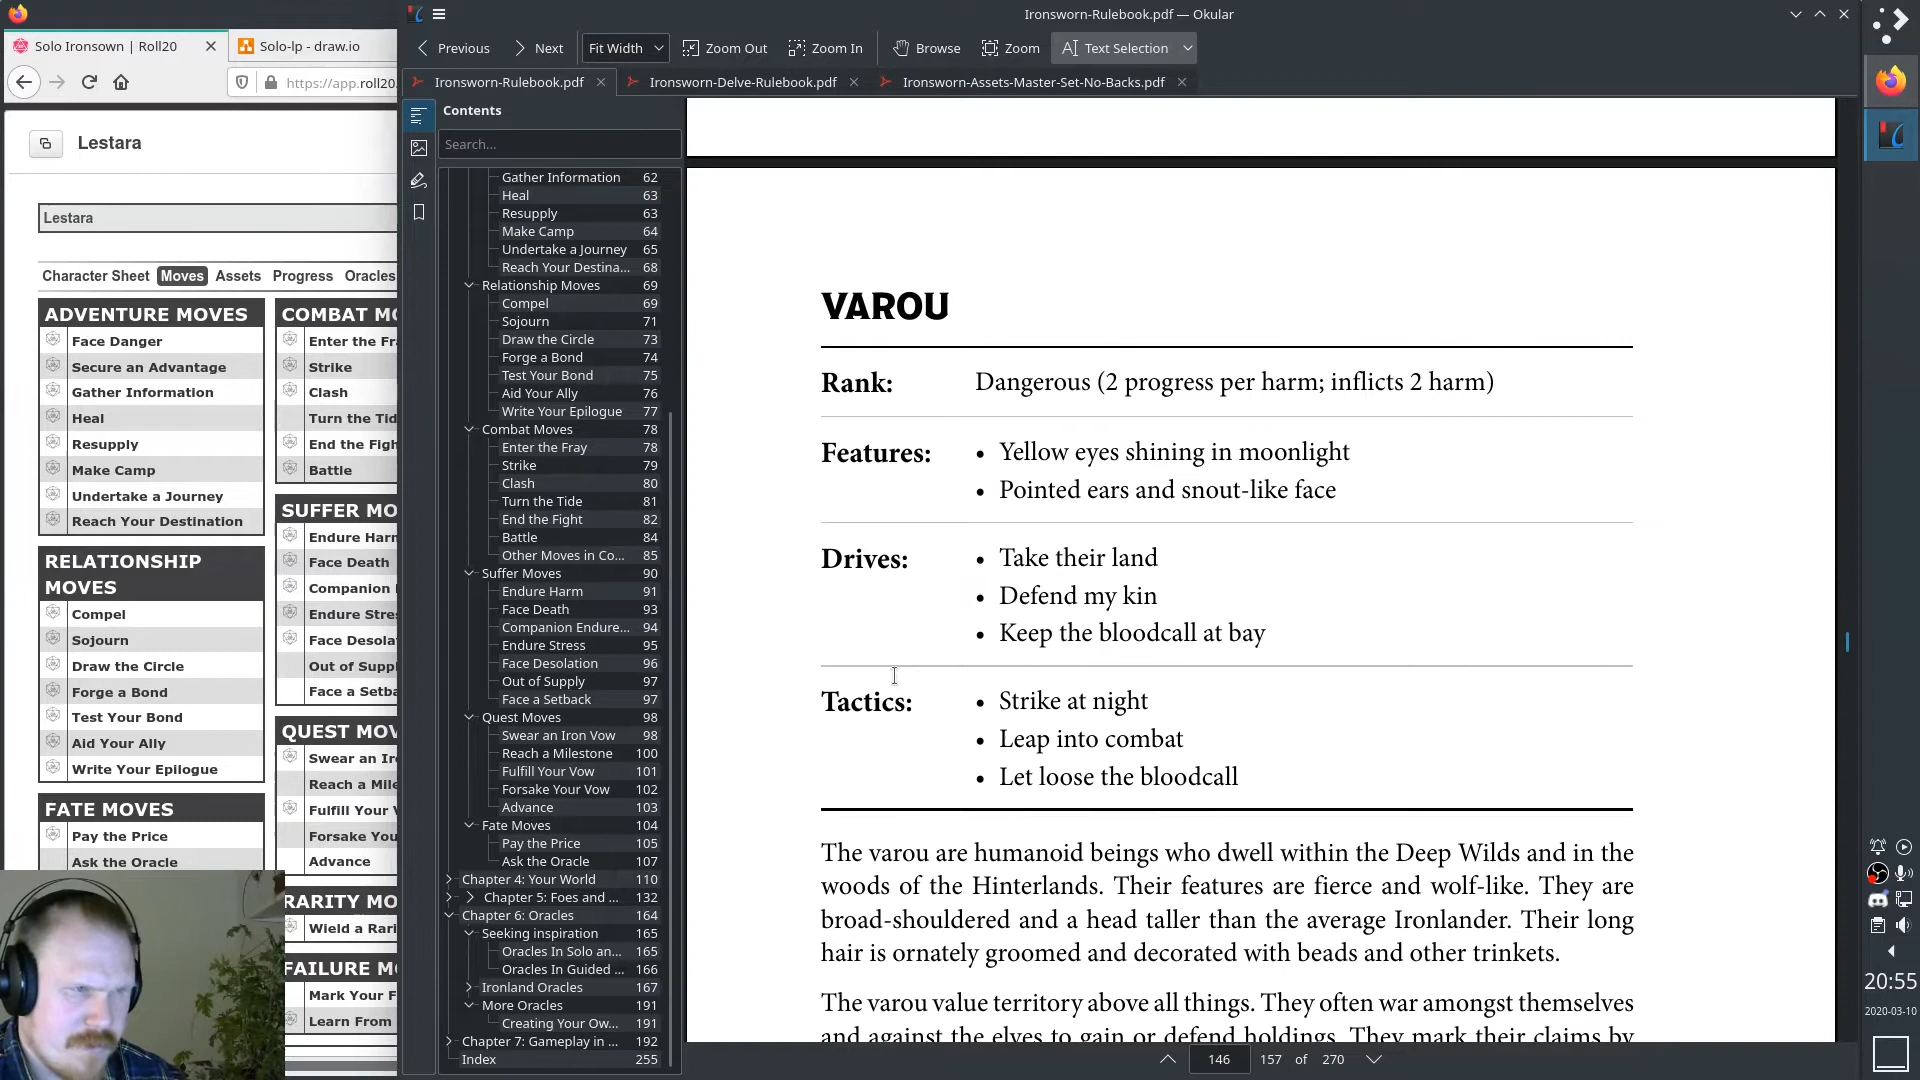 Ironsworn-Rulebook.pdf — Okular
Solo Ironsown | Roll20
Solo-lp - draw.io
Previous
Next
Fit Width
Zoom Out
Zoom In
Browse
Zoom
Text Selection
https://app.roll20.
Ironsworn-Rulebook.pdf
Ironsworn-Delve-Rulebook.pdf
Ironsworn-Assets-Master-Set-No-Backs.pdf
Lestara
Lestara
Character Sheet
Moves
Assets
Progress
Oracles
ADVENTURE MOVES
Face Danger
Secure an Advantage
Gather Information
Heal
Resupply
Make Camp
Undertake a Journey
Reach Your Destination
RELATIONSHIP
MOVES
Compel
Sojourn
Draw the Circle
Forge a Bond
Test Your Bond
Aid Your Ally
Write Your Epilogue
FATE MOVES
Pay the Price
Ask the Oracle
COMBAT MO
Enter the Fra
Strike
Clash
Turn the Tid
End the Figh
Battle
SUFFER MO
Endure Harm
Face Death
Companion
Endure Stres
Face Desola
Out of Suppl
Face a Setba
QUEST MOV
Swear an Iro
Reach a Mile
Fulfill Your V
Forsake You
Advance
RARITY MO
Wield a Rari
FAILURE MO
Mark Your F
Learn From
Contents
Search...
Gather Information 62
Heal 63
Resupply 63
Make Camp 64
Undertake a Journey 65
Reach Your Destina... 68
Relationship Moves 69
Compel 69
Sojourn 71
Draw the Circle 73
Forge a Bond 74
Test Your Bond 75
Aid Your Ally 76
Write Your Epilogue 77
Combat Moves 78
Enter the Fray 78
Strike 79
Clash 80
Turn the Tide 81
End the Fight 82
Battle 84
Other Moves in Co... 85
Suffer Moves 90
Endure Harm 91
Face Death 93
Companion Endure... 94
Endure Stress 95
Face Desolation 96
Out of Supply 97
Face a Setback 97
Quest Moves 98
Swear an Iron Vow 98
Reach a Milestone 100
Fulfill Your Vow 101
Forsake Your Vow 102
Advance 103
Fate Moves 104
Pay the Price 105
Ask the Oracle 107
Chapter 4: Your World 110
Chapter 5: Foes and ... 132
Chapter 6: Oracles 164
Seeking inspiration 165
Oracles In Solo an... 165
Oracles In Guided ... 166
Ironland Oracles 167
More Oracles 191
Creating Your Ow... 191
Chapter 7: Gameplay in ... 192
Index 255
VAROU
Rank: Dangerous (2 progress per harm; inflicts 2 harm)
Features: • Yellow eyes shining in moonlight
• Pointed ears and snout-like face
Drives: • Take their land
• Defend my kin
• Keep the bloodcall at bay
Tactics: • Strike at night
• Leap into combat
• Let loose the bloodcall
The varou are humanoid beings who dwell within the Deep Wilds and in the
woods of the Hinterlands. Their features are fierce and wolf-like. They are
broad-shouldered and a head taller than the average Ironlander. Their long
hair is ornately groomed and decorated with beads and other trinkets.
The varou value territory above all things. They often war amongst themselves
and against the elves to gain or defend holdings. They mark their claims by
146 157 of 270
20:55
2020-03-10